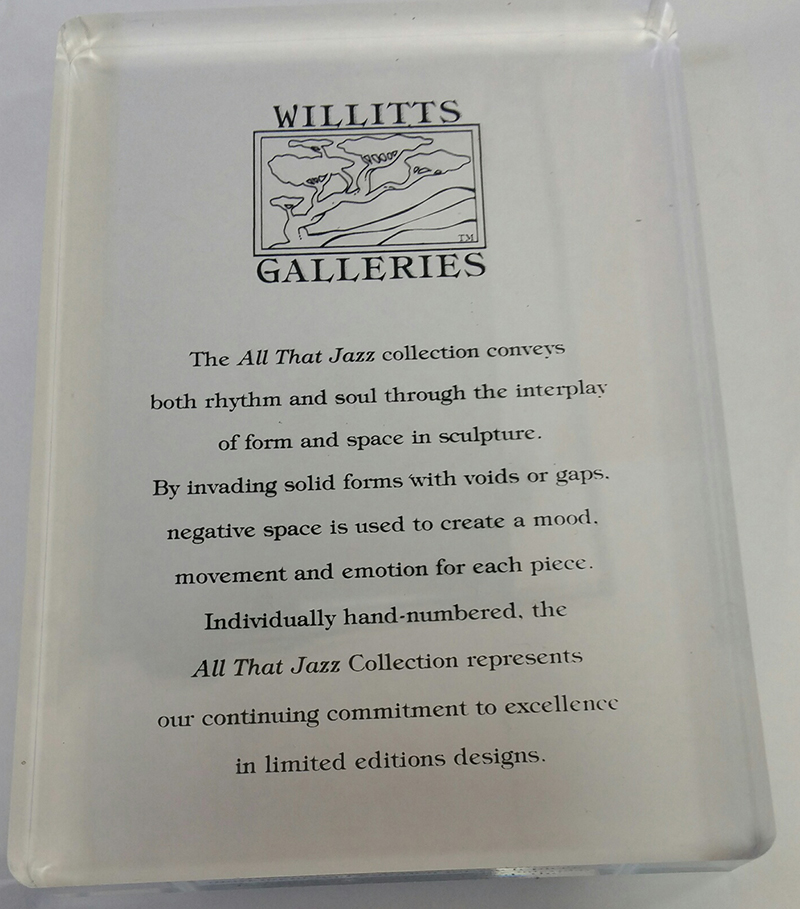 WILLITTS
TM
GALLERIES
The All That Jazz collection conveys
both rhythm and soul through the interplay
of form and space in sculpture.
By invading solid forms with voids or gaps,
negative space is used to create a mood,
movement and emotion for each piece.
Individually hand-numbered, the
All That Jazz Collection represents
our continuing commitment to excellence
in limited editions designs.